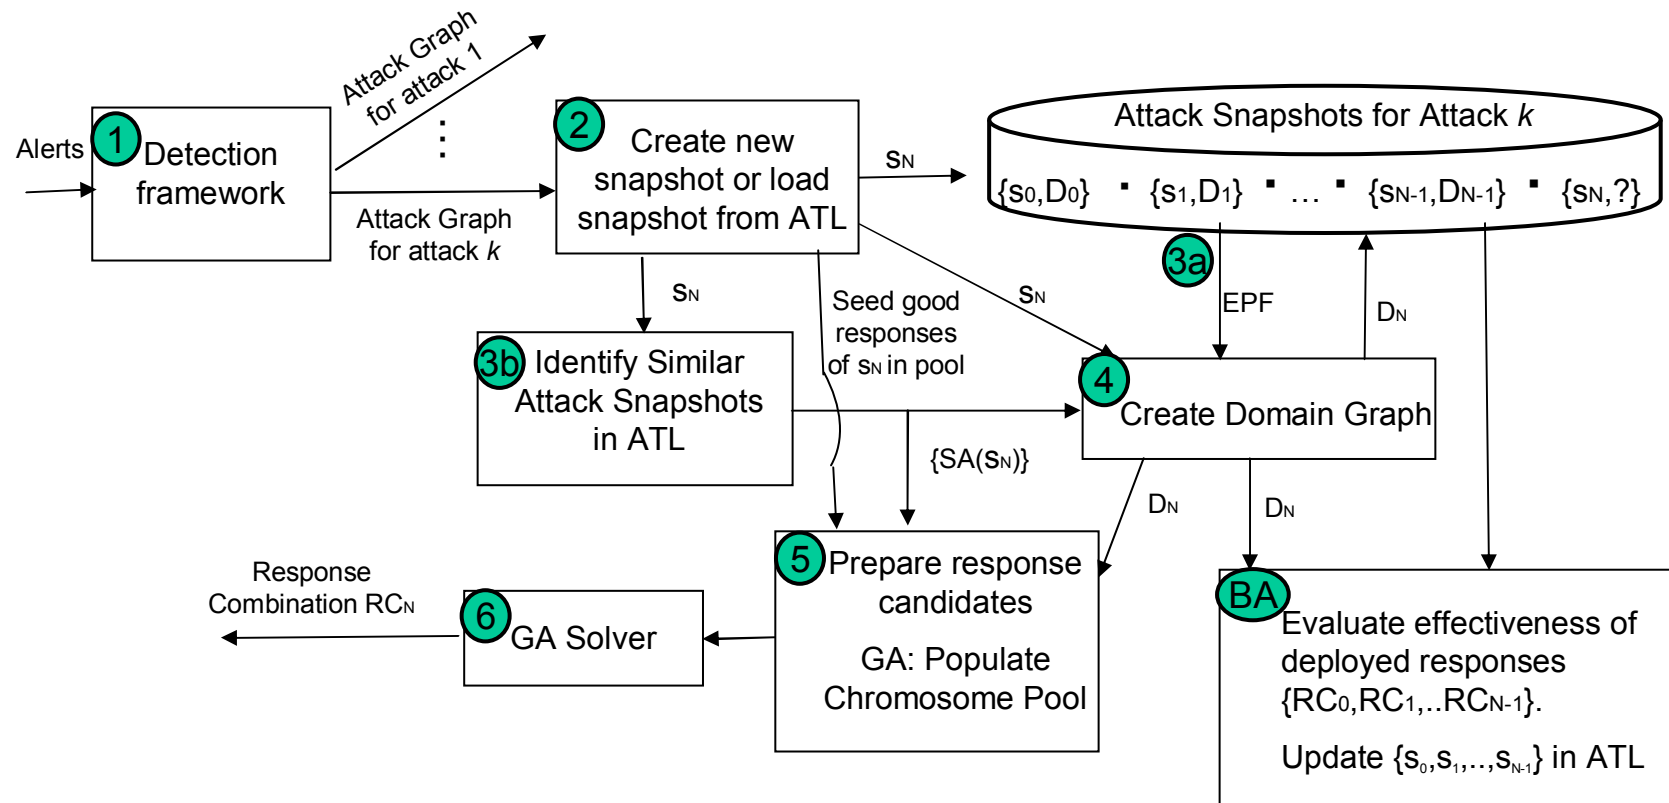 Alerts
1
Detection
framework
Attack Graph
for attack 1
⋮
Attack Graph
for attack k
2
Create new
snapshot or load
snapshot from ATL
sN
Attack Snapshots for Attack k
{s0,D0} ▪ {s1,D1} ▪ ... ▪ {sN-1,DN-1} ▪ {sN,?}
3a
EPF
DN
sN
sN
Seed good
responses
of sN in pool
3b
Identify Similar
Attack Snapshots
in ATL
{SA(sN)}
4
Create Domain Graph
DN
DN
5
Prepare response
candidates
GA: Populate
Chromosome Pool
6
GA Solver
Response
Combination RCN
BA
Evaluate effectiveness of
deployed responses
{RC0,RC1,..RCN-1}.
Update {s0,s1,..,sN-1} in ATL